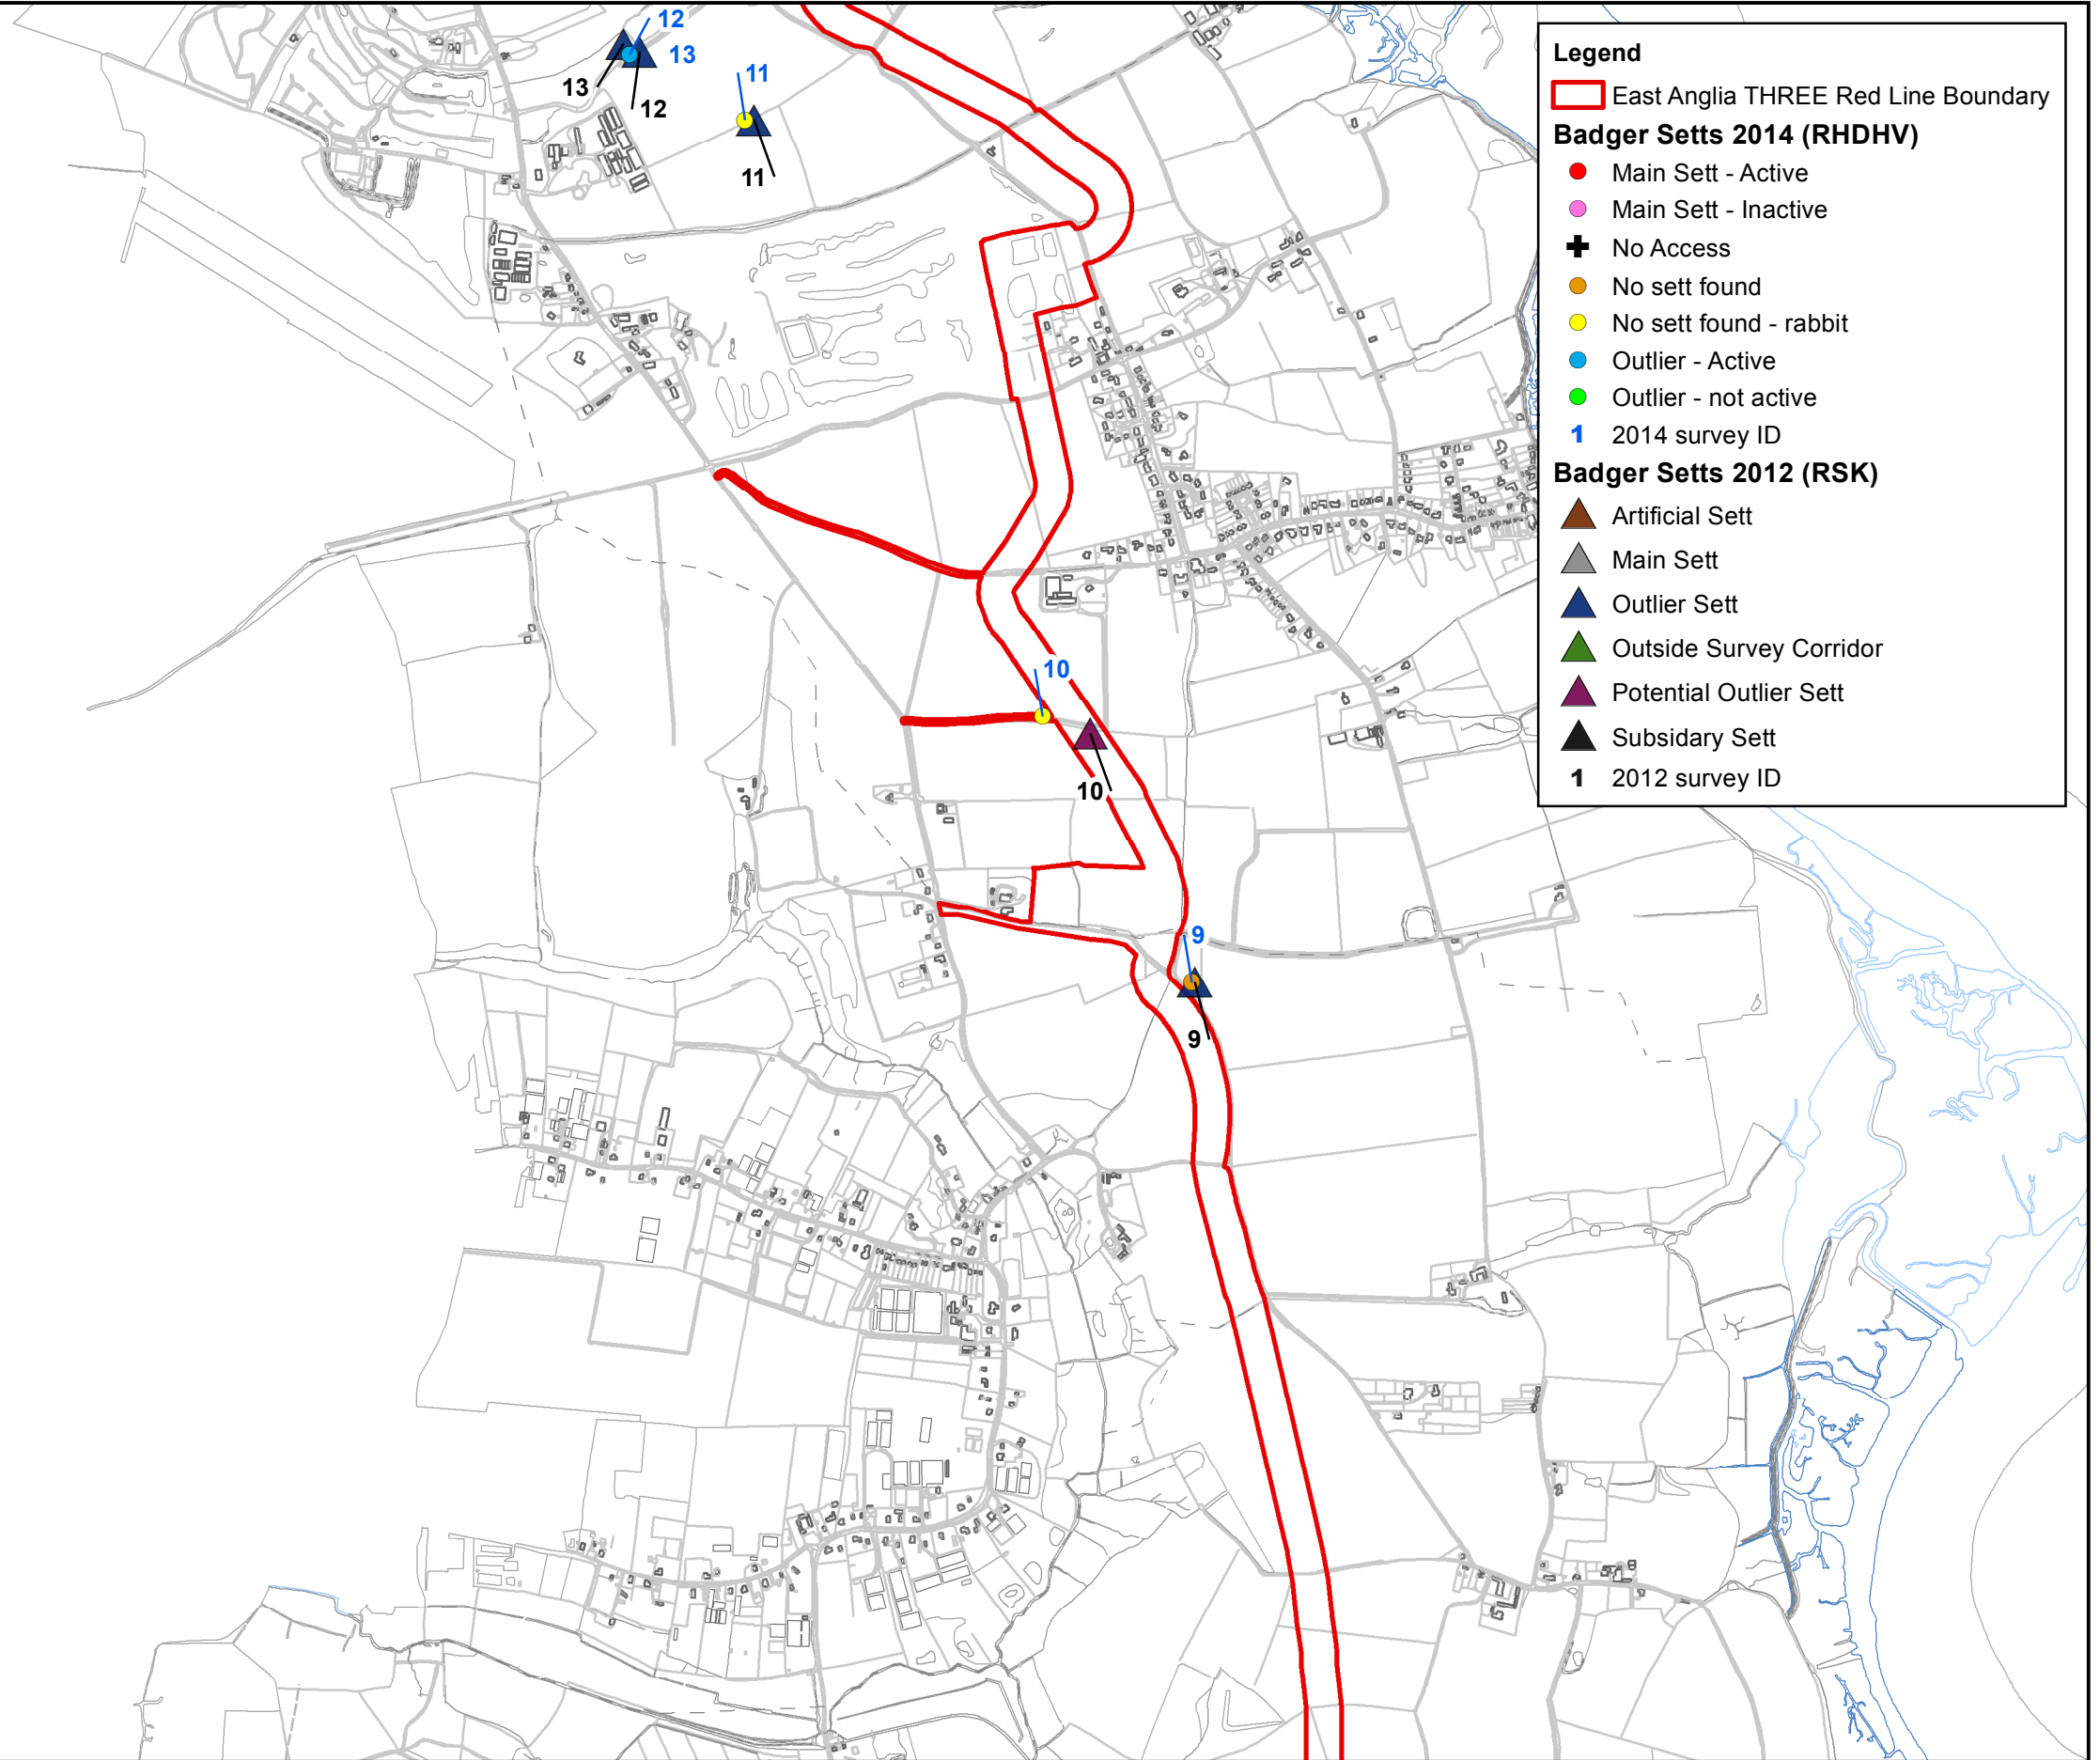 12
13
13
12
11
11
10
10
9
9
Legend
East Anglia THREE Red Line Boundary
Badger Setts 2014 (RHDHV)
Main Sett - Active
Main Sett - Inactive
No Access
No sett found
No sett found - rabbit
Outlier - Active
Outlier - not active
1 2014 survey ID
Badger Setts 2012 (RSK)
Artificial Sett
Main Sett
Outlier Sett
Outside Survey Corridor
Potential Outlier Sett
Subsidary Sett
1 2012 survey ID